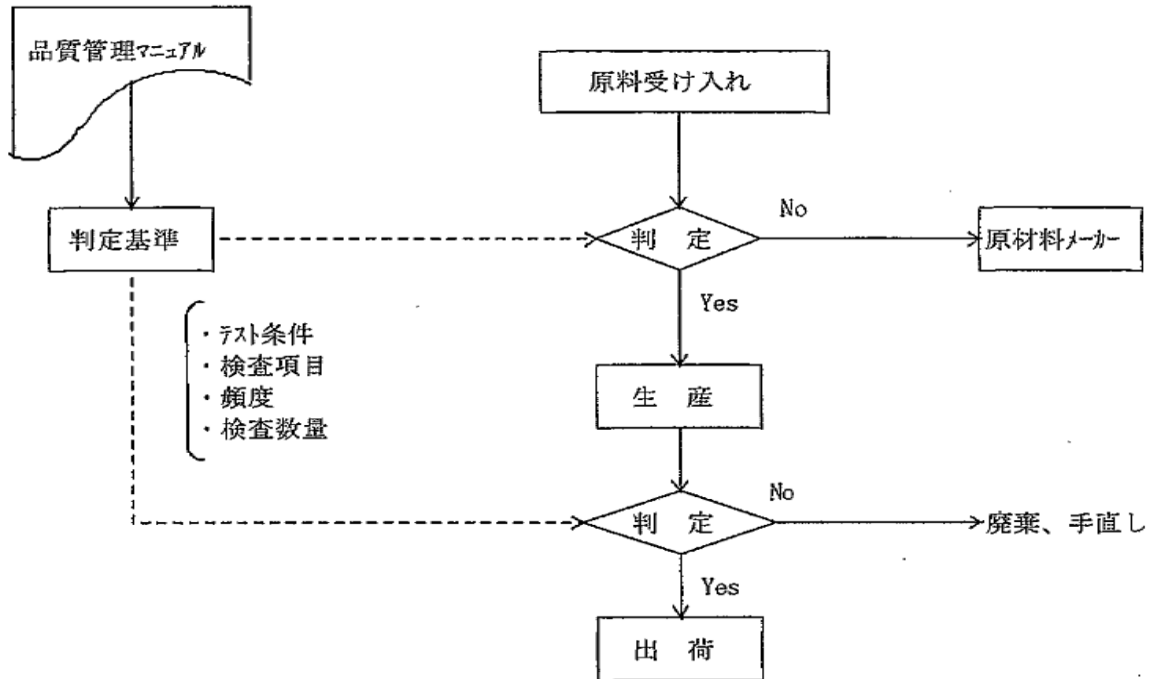 品質管理ﾏﾆｭｱﾙ
原料受け入れ
判定基準
判　定
No
原材料ﾒｰｶｰ
Yes
・ﾃｽﾄ条件
・検査項目
・頻度
・検査数量
生　産
判　定
No
廃棄、手直し
Yes
出　荷